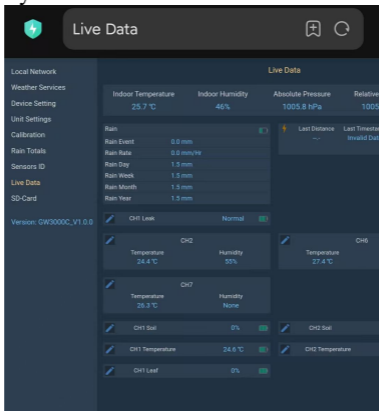 Live Data
Local Network
Weather Services
Device Setting
Unit Settings
Calibration
Rain Totals
Sensors ID
Live Data
SD-Card
Version: GW3000C_V1.0.0
Live Data
Indoor Temperature Indoor Humidity Absolute Pressure Relative
25.7 ℃ 46% 1005.8 hPa 1005
Rain
Rain Event 0.0 mm
Rain Rate 0.0 mm/Hr
Rain Day 1.5 mm
Rain Week 1.5 mm
Rain Month 1.5 mm
Rain Year 1.5 mm
Last Distance Last Timestam
--.- Invalid Dat
CH1 Leak Normal
CH2
Temperature Humidity
24.4 ℃ 55%
CH6
Temperature
27.4 ℃
CH7
Temperature Humidity
26.3 ℃ None
CH1 Soil 0%
CH2 Soil
CH1 Temperature 24.6 ℃
CH2 Temperature
CH1 Leaf 0%